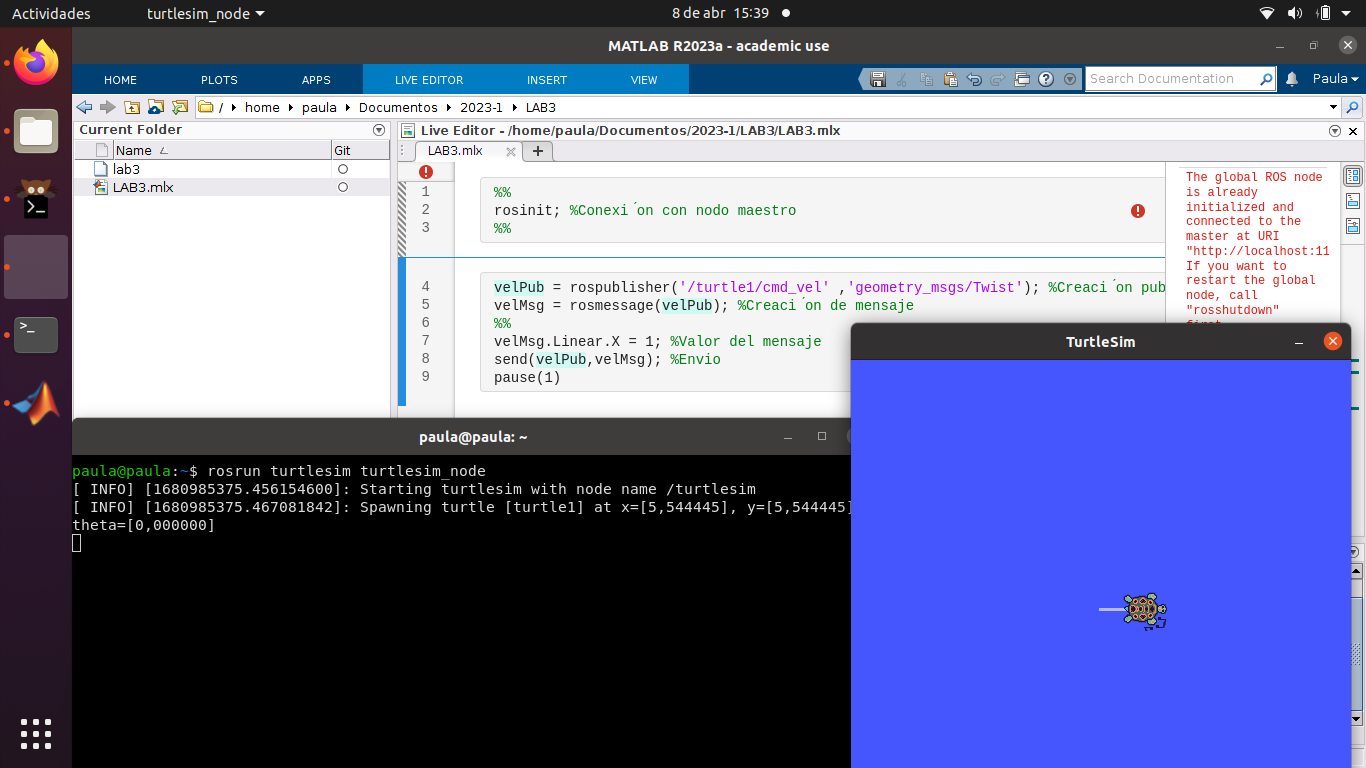 Actividades
turtlesim_node
8 de abr 15:39
MATLAB R2023a - academic use
HOME
PLOTS
APPS
LIVE EDITOR
INSERT
VIEW
Search Documentation
Paula
/ home paula Documentos 2023-1 LAB3
Current Folder
Name
Git
lab3
LAB3.mlx
Live Editor - /home/paula/Documentos/2023-1/LAB3/LAB3.mlx
LAB3.mlx
1 %%
2 rosinit; %Conexi´on con nodo maestro
3 %%
4 velPub = rospublisher('/turtle1/cmd_vel' ,'geometry_msgs/Twist'); %Creaci´on pub
5 velMsg = rosmessage(velPub); %Creaci´on de mensaje
6 %%
7 velMsg.Linear.X = 1; %Valor del mensaje
8 send(velPub,velMsg); %Envio
9 pause(1)
The global ROS node
is already
initialized and
connected to the
master at URI
"http://localhost:11
If you want to
restart the global
node, call
"rosshutdown"
paula@paula: ~
paula@paula:~$ rosrun turtlesim turtlesim_node
[ INFO] [1680985375.456154600]: Starting turtlesim with node name /turtlesim
[ INFO] [1680985375.467081842]: Spawning turtle [turtle1] at x=[5,544445], y=[5,544445]
theta=[0,000000]
TurtleSim